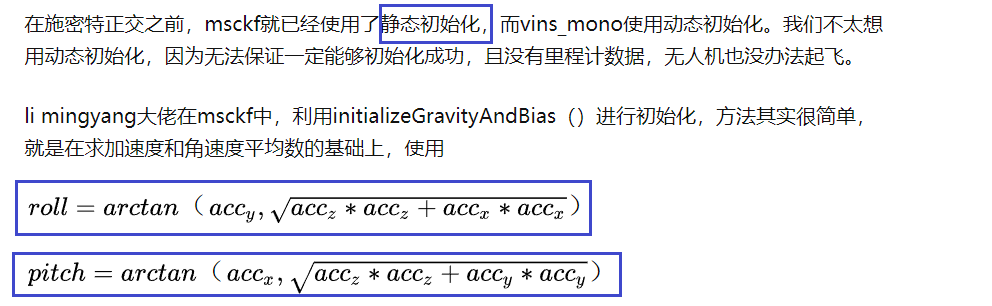 在施密特正交之前，msckf就已经使用了静态初始化，而vins_mono使用动态初始化。我们不太想
用动态初始化，因为无法保证一定能够初始化成功，且没有里程计数据，无人机也没办法起飞。
li mingyang大佬在msckf中，利用initializeGravityAndBias（）进行初始化，方法其实很简单，
就是在求加速度和角速度平均数的基础上，使用
roll = arctan（acc_y, √(acc_z * acc_z + acc_x * acc_x)）
pitch = arctan（acc_x, √(acc_z * acc_z + acc_y * acc_y)）